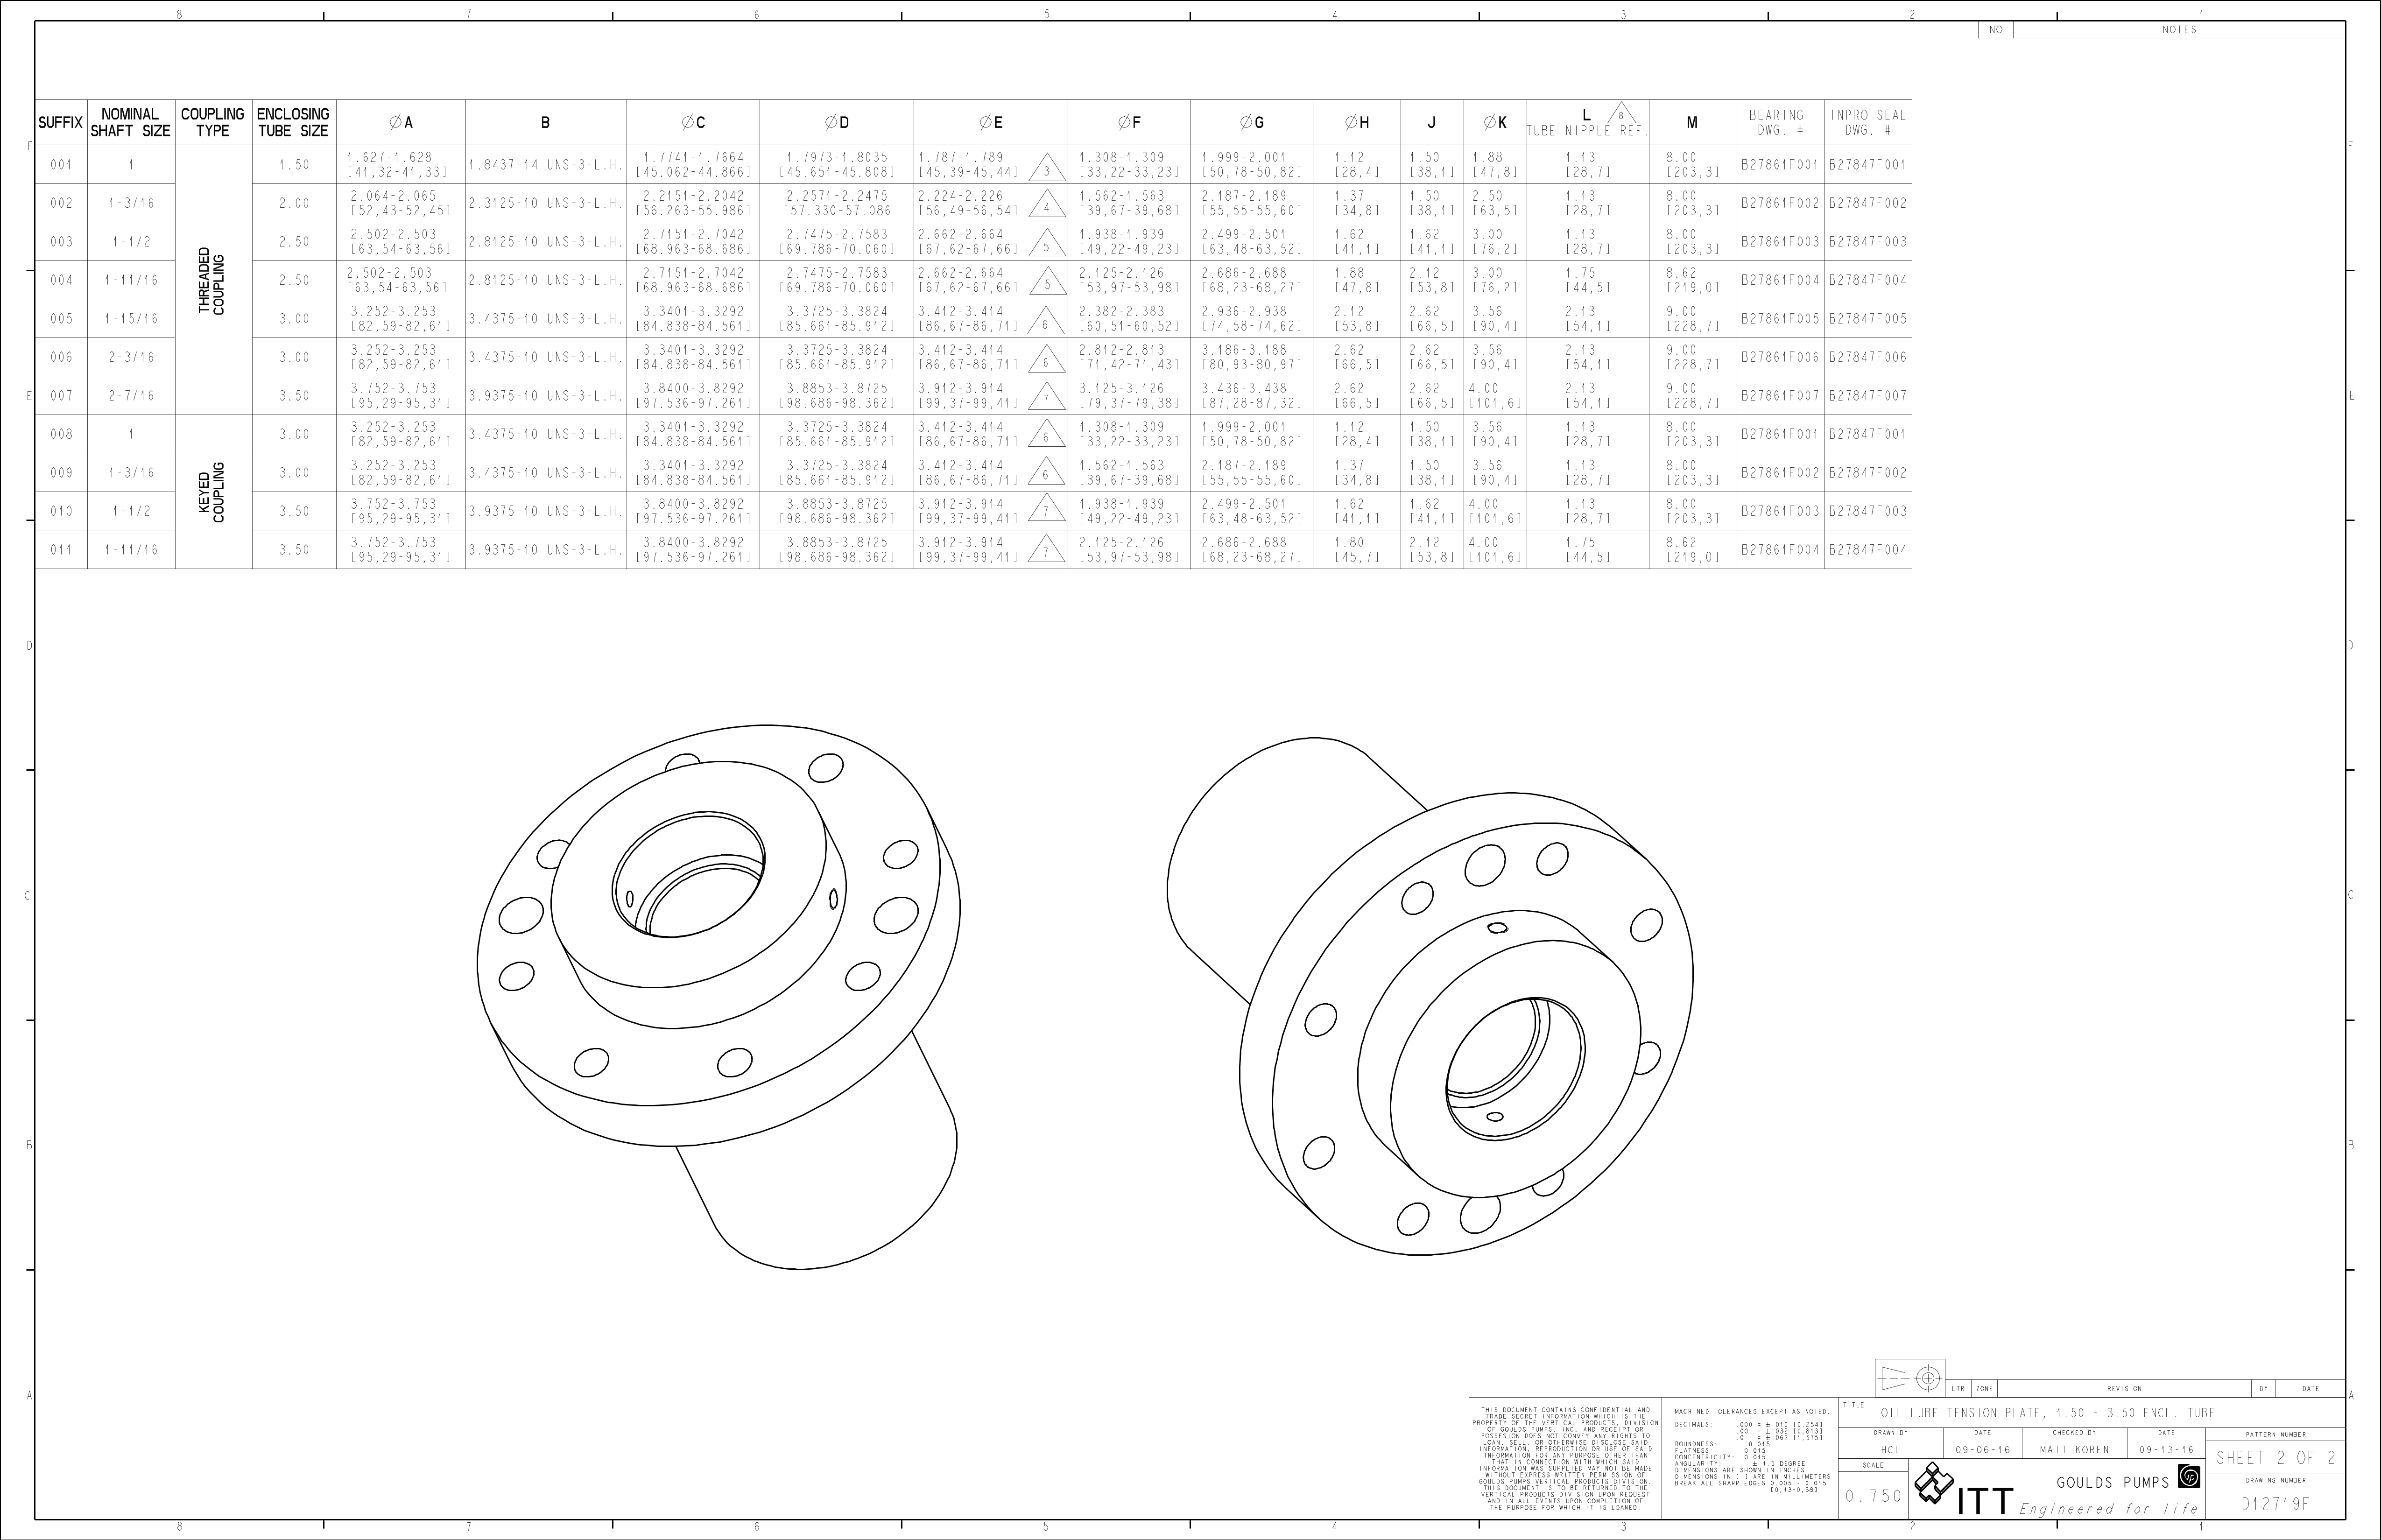 8 7 6 5 4 3 2 1
NO NOTES
SUFFIX NOMINAL SHAFT SIZE COUPLING TYPE ENCLOSING TUBE SIZE ∅A B ∅C ∅D ∅E ∅F ∅G ∅H J ∅K L 8 TUBE NIPPLE REF. M BEARING DWG. # INPRO SEAL DWG. #
THREADED COUPLING
001 1 1.50 1.627-1.628 1.8437-14 UNS-3-L.H. 1.7741-1.7664 1.7973-1.8035 1.787-1.789 3 1.308-1.309 1.999-2.001 1.12 1.50 1.88 1.13 8.00 B27861F001 B27847F001
[41,32-41,33] [45.062-44.866] [45.651-45.808] [45,39-45,44] [33,22-33,23] [50,78-50,82] [28,4] [38,1] [47,8] [28,7] [203,3]
002 1-3/16 2.00 2.064-2.065 2.3125-10 UNS-3-L.H. 2.2151-2.2042 2.2571-2.2475 2.224-2.226 4 1.562-1.563 2.187-2.189 1.37 1.50 2.50 1.13 8.00 B27861F002 B27847F002
[52,43-52,45] [56.263-55.986] [57.330-57.086 [56,49-56,54] [39,67-39,68] [55,55-55,60] [34,8] [38,1] [63,5] [28,7] [203,3]
003 1-1/2 2.50 2.502-2.503 2.8125-10 UNS-3-L.H. 2.7151-2.7042 2.7475-2.7583 2.662-2.664 5 1.938-1.939 2.499-2.501 1.62 1.62 3.00 1.13 8.00 B27861F003 B27847F003
[63,54-63,56] [68.963-68.686] [69.786-70.060] [67,62-67,66] [49,22-49,23] [63,48-63,52] [41,1] [41,1] [76,2] [28,7] [203,3]
004 1-11/16 2.50 2.502-2.503 2.8125-10 UNS-3-L.H. 2.7151-2.7042 2.7475-2.7583 2.662-2.664 5 2.125-2.126 2.686-2.688 1.88 2.12 3.00 1.75 8.62 B27861F004 B27847F004
[63,54-63,56] [68.963-68.686] [69.786-70.060] [67,62-67,66] [53,97-53,98] [68,23-68,27] [47,8] [53,8] [76,2] [44,5] [219,0]
005 1-15/16 3.00 3.252-3.253 3.4375-10 UNS-3-L.H. 3.3401-3.3292 3.3725-3.3824 3.412-3.414 6 2.382-2.383 2.936-2.938 2.12 2.62 3.56 2.13 9.00 B27861F005 B27847F005
[82,59-82,61] [84.838-84.561] [85.661-85.912] [86,67-86,71] [60,51-60,52] [74,58-74,62] [53,8] [66,5] [90,4] [54,1] [228,7]
006 2-3/16 3.00 3.252-3.253 3.4375-10 UNS-3-L.H. 3.3401-3.3292 3.3725-3.3824 3.412-3.414 6 2.812-2.813 3.186-3.188 2.62 2.62 3.56 2.13 9.00 B27861F006 B27847F006
[82,59-82,61] [84.838-84.561] [85.661-85.912] [86,67-86,71] [71,42-71,43] [80,93-80,97] [66,5] [66,5] [90,4] [54,1] [228,7]
007 2-7/16 3.50 3.752-3.753 3.9375-10 UNS-3-L.H. 3.8400-3.8292 3.8853-3.8725 3.912-3.914 7 3.125-3.126 3.436-3.438 2.62 2.62 4.00 2.13 9.00 B27861F007 B27847F007
[95,29-95,31] [97.536-97.261] [98.686-98.362] [99,37-99,41] [79,37-79,38] [87,28-87,32] [66,5] [66,5] [101,6] [54,1] [228,7]
KEYED COUPLING
008 1 3.00 3.252-3.253 3.4375-10 UNS-3-L.H. 3.3401-3.3292 3.3725-3.3824 3.412-3.414 6 1.308-1.309 1.999-2.001 1.12 1.50 3.56 1.13 8.00 B27861F001 B27847F001
[82,59-82,61] [84.838-84.561] [85.661-85.912] [86,67-86,71] [33,22-33,23] [50,78-50,82] [28,4] [38,1] [90,4] [28,7] [203,3]
009 1-3/16 3.00 3.252-3.253 3.4375-10 UNS-3-L.H. 3.3401-3.3292 3.3725-3.3824 3.412-3.414 6 1.562-1.563 2.187-2.189 1.37 1.50 3.56 1.13 8.00 B27861F002 B27847F002
[82,59-82,61] [84.838-84.561] [85.661-85.912] [86,67-86,71] [39,67-39,68] [55,55-55,60] [34,8] [38,1] [90,4] [28,7] [203,3]
010 1-1/2 3.50 3.752-3.753 3.9375-10 UNS-3-L.H. 3.8400-3.8292 3.8853-3.8725 3.912-3.914 7 1.938-1.939 2.499-2.501 1.62 1.62 4.00 1.13 8.00 B27861F003 B27847F003
[95,29-95,31] [97.536-97.261] [98.686-98.362] [99,37-99,41] [49,22-49,23] [63,48-63,52] [41,1] [41,1] [101,6] [28,7] [203,3]
011 1-11/16 3.50 3.752-3.753 3.9375-10 UNS-3-L.H. 3.8400-3.8292 3.8853-3.8725 3.912-3.914 7 2.125-2.126 2.686-2.688 1.80 2.12 4.00 1.75 8.62 B27861F004 B27847F004
[95,29-95,31] [97.536-97.261] [98.686-98.362] [99,37-99,41] [53,97-53,98] [68,23-68,27] [45,7] [53,8] [101,6] [44,5] [219,0]
F F
E E
D D
C C
B B
A A
LTR ZONE REVISION BY DATE
THIS DOCUMENT CONTAINS CONFIDENTIAL AND
TRADE SECRET INFORMATION WHICH IS THE
PROPERTY OF THE VERTICAL PRODUCTS, DIVISION
OF GOULDS PUMPS, INC. AND RECEIPT OR
POSSESION DOES NOT CONVEY ANY RIGHTS TO
LOAN, SELL, OR OTHERWISE DISCLOSE SAID
INFORMATION, REPRODUCTION OR USE OF SAID
INFORMATION FOR ANY PURPOSE OTHER THAN
THAT IN CONNECTION WITH WHICH SAID
INFORMATION WAS SUPPLIED MAY NOT BE MADE
WITHOUT EXPRESS WRITTEN PERMISSION OF
GOULDS PUMPS VERTICAL PRODUCTS DIVISION.
THIS DOCUMENT IS TO BE RETURNED TO THE
VERTICAL PRODUCTS DIVISION UPON REQUEST
AND IN ALL EVENTS UPON COMPLETION OF
THE PURPOSE FOR WHICH IT IS LOANED.
MACHINED TOLERANCES EXCEPT AS NOTED:
DECIMALS: .000 = ± .010 [0,254]
.00 = ± .032 [0,813]
.0 = ± .062 [1,575]
ROUNDNESS: 0.015
FLATNESS 0.015
CONCENTRICITY: 0.015
ANGULARITY: ± 1.0 DEGREE
DIMENSIONS ARE SHOWN IN INCHES
DIMENSIONS IN [ ] ARE IN MILLIMETERS
BREAK ALL SHARP EDGES 0.005 - 0.015
[0,13-0,38]
TITLE OIL LUBE TENSION PLATE, 1.50 - 3.50 ENCL. TUBE
DRAWN BY DATE CHECKED BY DATE PATTERN NUMBER
HCL 09-06-16 MATT KOREN 09-13-16 SHEET 2 OF 2
SCALE 0.750
ITT GOULDS PUMPS
Engineered for life
DRAWING NUMBER
D12719F
8 7 6 5 4 3 2 1